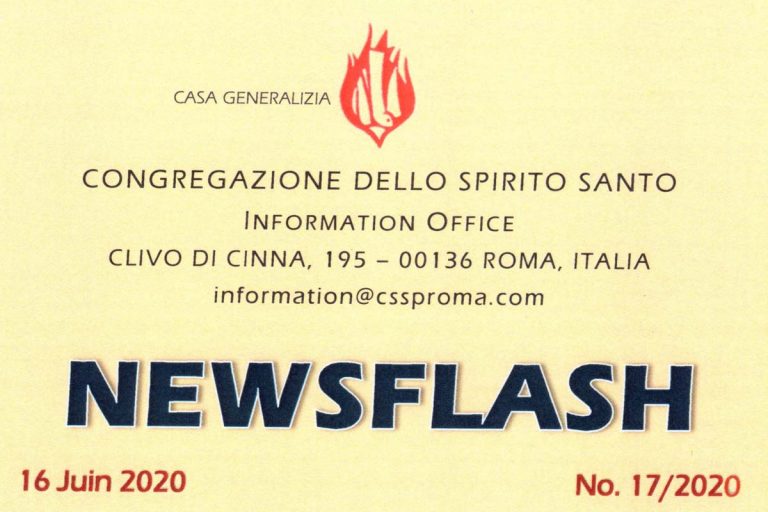 CASA GENERALIZIA
CONGREGAZIONE DELLO SPIRITO SANTO
INFORMATION OFFICE
CLIVO DI CINNA, 195 – 00136 ROMA, ITALIA
information@cssproma.com
NEWSFLASH
16 Juin 2020 No. 17/2020